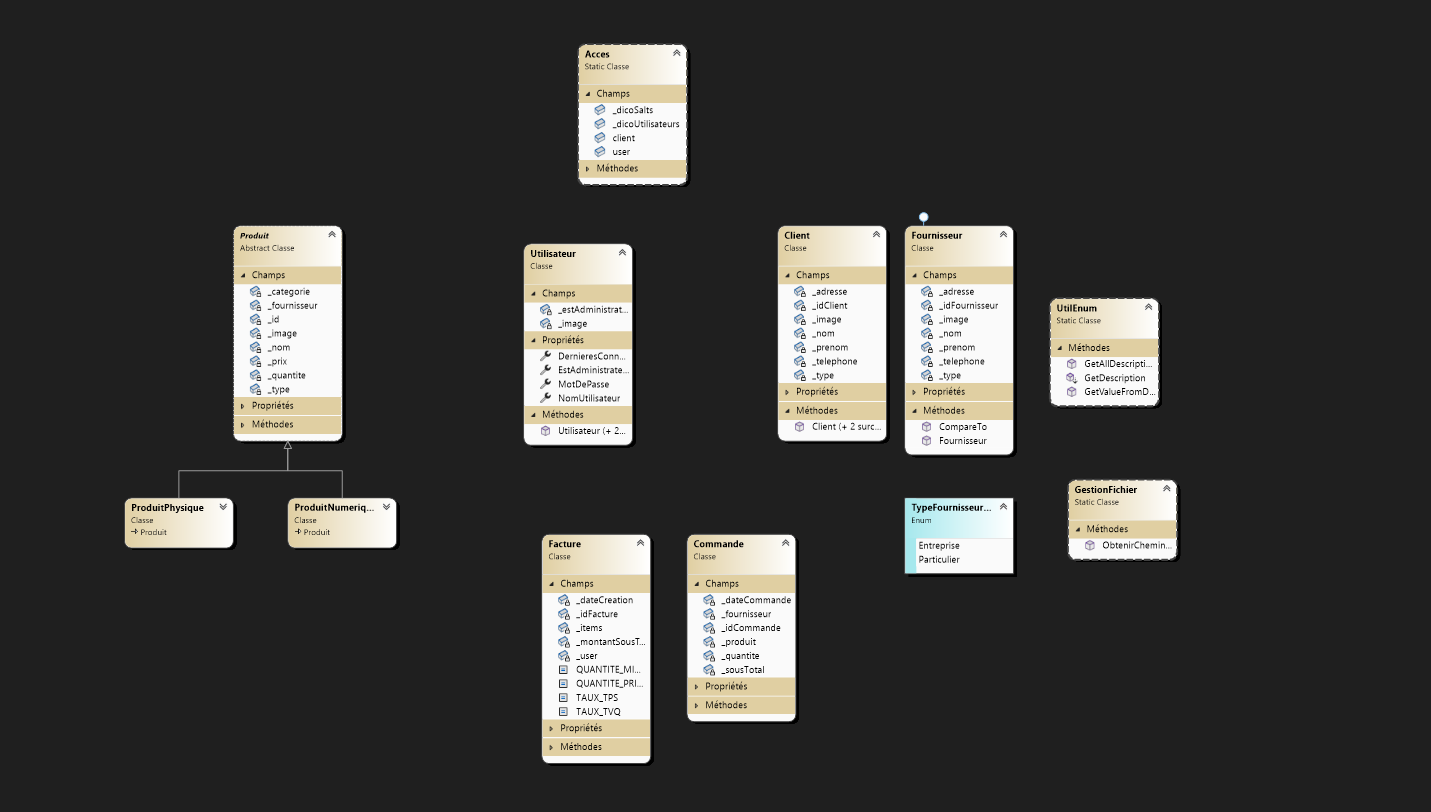 Acces
Static Classe
Champs
_dicoSalts
_dicoUtilisateurs
client
user
Méthodes
Produit
Abstract Classe
Champs
_categorie
_fournisseur
_id
_image
_nom
_prix
_quantite
_type
Propriétés
Méthodes
ProduitPhysique
Classe
Produit
ProduitNumeriq...
Classe
Produit
Utilisateur
Classe
Champs
_estAdministrat...
_image
Propriétés
DernieresConn...
EstAdministrate...
MotDePasse
NomUtilisateur
Méthodes
Utilisateur (+ 2...
Client
Classe
Champs
_adresse
_idClient
_image
_nom
_prenom
_telephone
_type
Propriétés
Méthodes
Client (+ 2 surc...
Fournisseur
Classe
Champs
_adresse
_idFournisseur
_image
_nom
_prenom
_telephone
_type
Propriétés
Méthodes
CompareTo
Fournisseur
UtilEnum
Static Classe
Méthodes
GetAllDescripti...
GetDescription
GetValueFromD...
Facture
Classe
Champs
_dateCreation
_idFacture
_items
_montantSousT...
_user
QUANTITE_MI...
QUANTITE_PRI...
TAUX_TPS
TAUX_TVQ
Propriétés
Méthodes
Commande
Classe
Champs
_dateCommande
_fournisseur
_idCommande
_produit
_quantite
_sousTotal
Propriétés
Méthodes
TypeFournisseur...
Enum
Entreprise
Particulier
GestionFichier
Static Classe
Méthodes
ObtenirChemin...